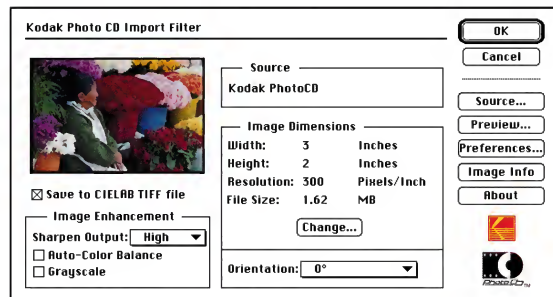 Kodak Photo CD Import Filter
Save to CIELAB TIFF file
Image Enhancement
Sharpen Output: High
Auto-Color Balance
Grayscale
Source
Kodak PhotoCD
Image Dimensions
Width: 3 Inches
Height: 2 Inches
Resolution: 300 Pixels/Inch
File Size: 1.62 MB
Change...
Orientation: 0°
OK
Cancel
Source...
Preview...
Preferences...
Image Info
About
PhotoCD™